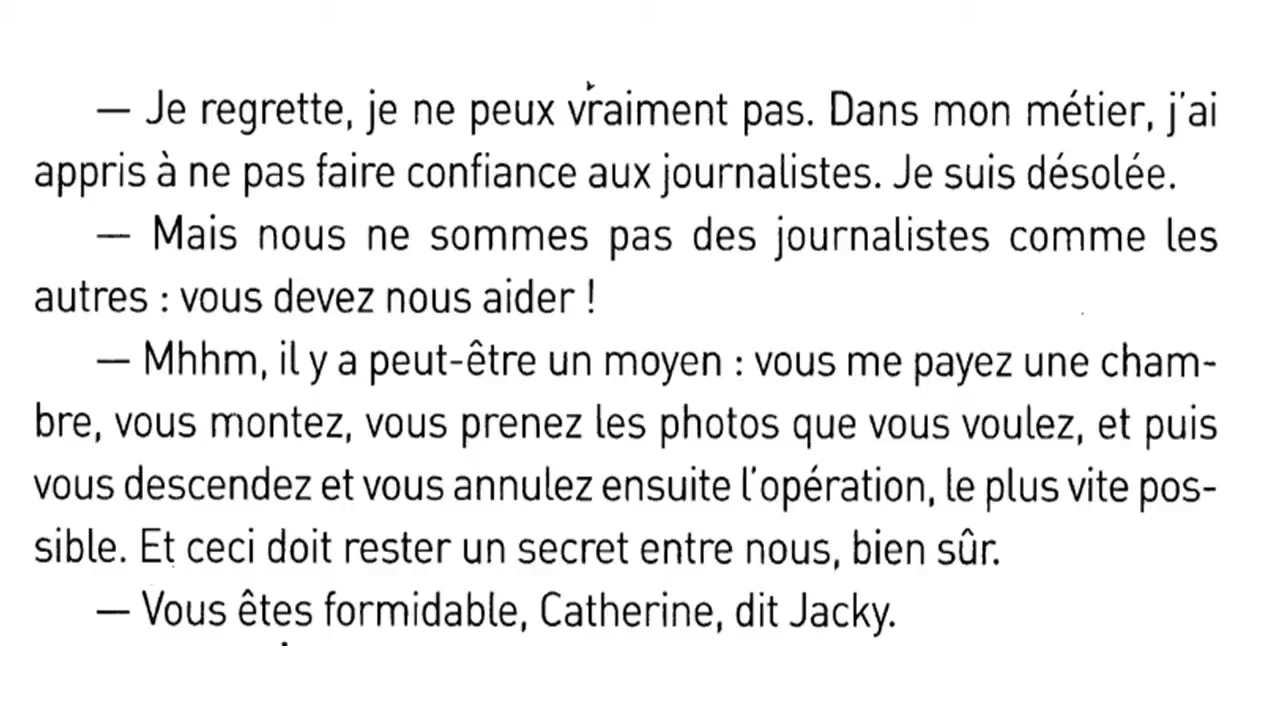 — Je regrette, je ne peux vraiment pas. Dans mon métier, j'ai
appris à ne pas faire confiance aux journalistes. Je suis désolée.
— Mais nous ne sommes pas des journalistes comme les
autres : vous devez nous aider !
— Mhhm, il y a peut-être un moyen : vous me payez une cham-
bre, vous montez, vous prenez les photos que vous voulez, et puis
vous descendez et vous annulez ensuite l'opération, le plus vite pos-
sible. Et ceci doit rester un secret entre nous, bien sûr.
— Vous êtes formidable, Catherine, dit Jacky.